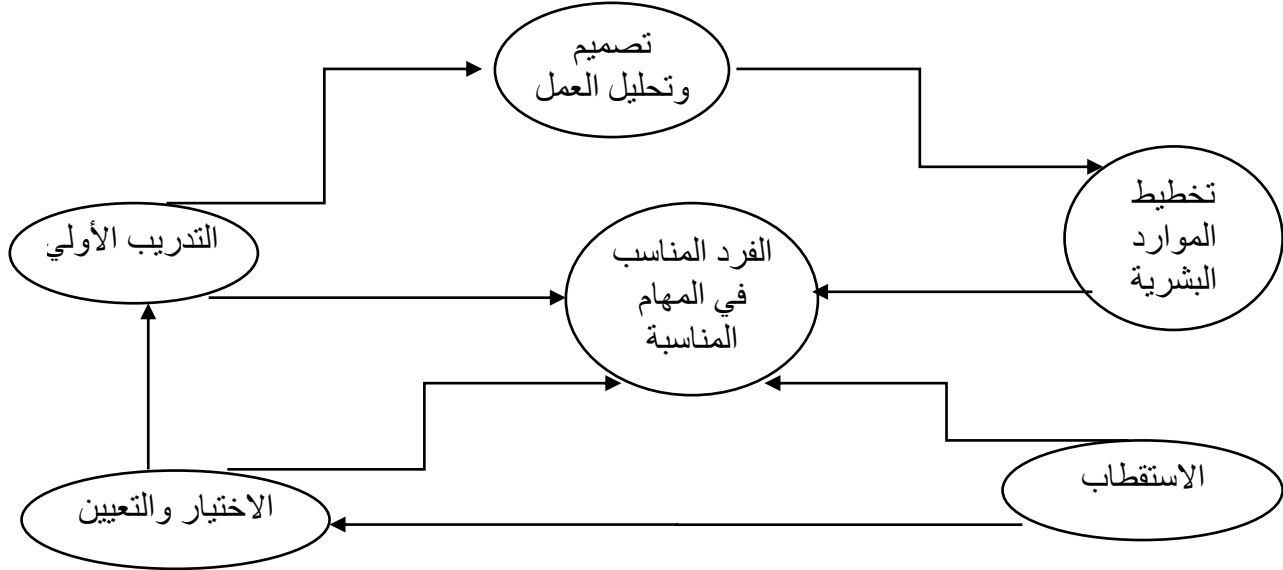 تصميم
وتحليل العمل
تخطيط
الموارد
البشرية
التدريب الأولي
الفرد المناسب
في المهام
المناسبة
الاستقطاب
الاختيار والتعيين